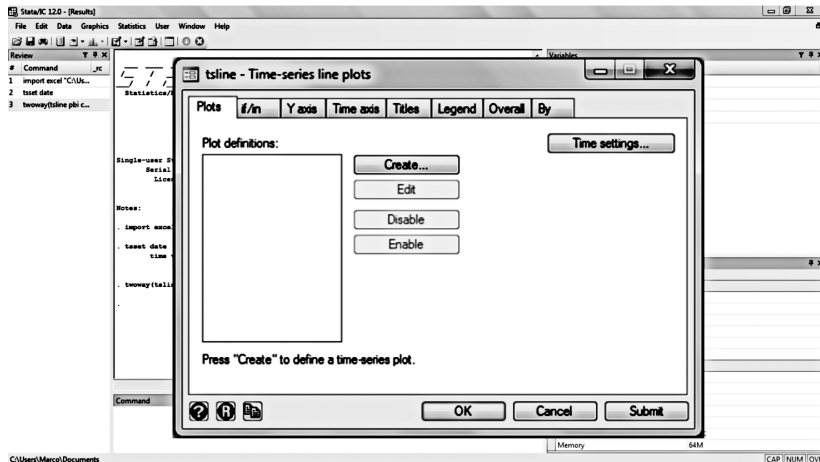 Stata/IC 12.0 - [Results]
File Edit Data Graphics Statistics User Window Help
Review
# Command _rc
1 import excel "C:\Us...
2 tsset date
3 twoway(tsline pbi c...
Variables
Statistics/
Single-user S
Serial
Lice
Notes:
. import exce
. tsset date
time
. twoway(tsli
.
Command
tsline - Time-series line plots
Plots if/in Y axis Time axis Titles Legend Overall By
Plot definitions:
Time settings...
Create...
Edit
Disable
Enable
Press "Create" to define a time-series plot.
? R
OK Cancel Submit
Memory 64M
C:\Users\Marco\Documents
CAP NUM OV